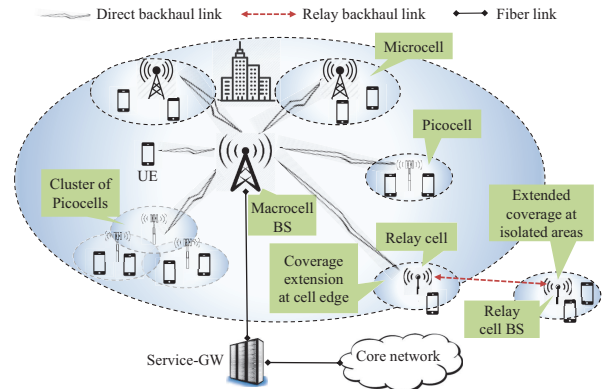 Direct backhaul link
Relay backhaul link
Fiber link
Microcell
Picocell
UE
Cluster of
Picocells
Macrocell
BS
Extended
coverage at
isolated areas
Relay cell
Coverage
extension
at cell edge
Relay
cell BS
Service-GW
Core network